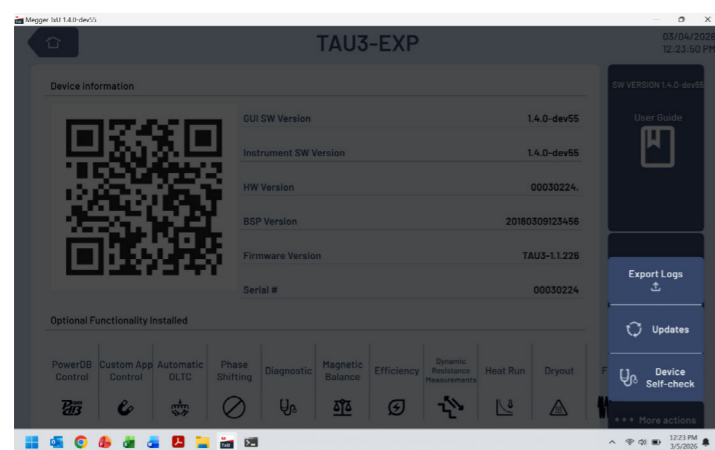 Megger TxU 1.4.0-dev55
TAU3-EXP
03/04/2026
12:23:50 PM
Device information
GUI SW Version 1.4.0-dev55
Instrument SW Version 1.4.0-dev55
HW Version 00030224.
BSP Version 20180309123456
Firmware Version TAU3-1.1.226
Serial # 00030224
Optional Functionality Installed
PowerDB Control
Custom App Control
Automatic OLTC
Phase Shifting
Diagnostic
Magnetic Balance
Efficiency
Dynamic Resistance Measurements
Heat Run
Dryout
F
SW VERSION 1.4.0-dev55
User Guide
Export Logs
Updates
Device
Self-check
More actions
12:23 PM
3/5/2026